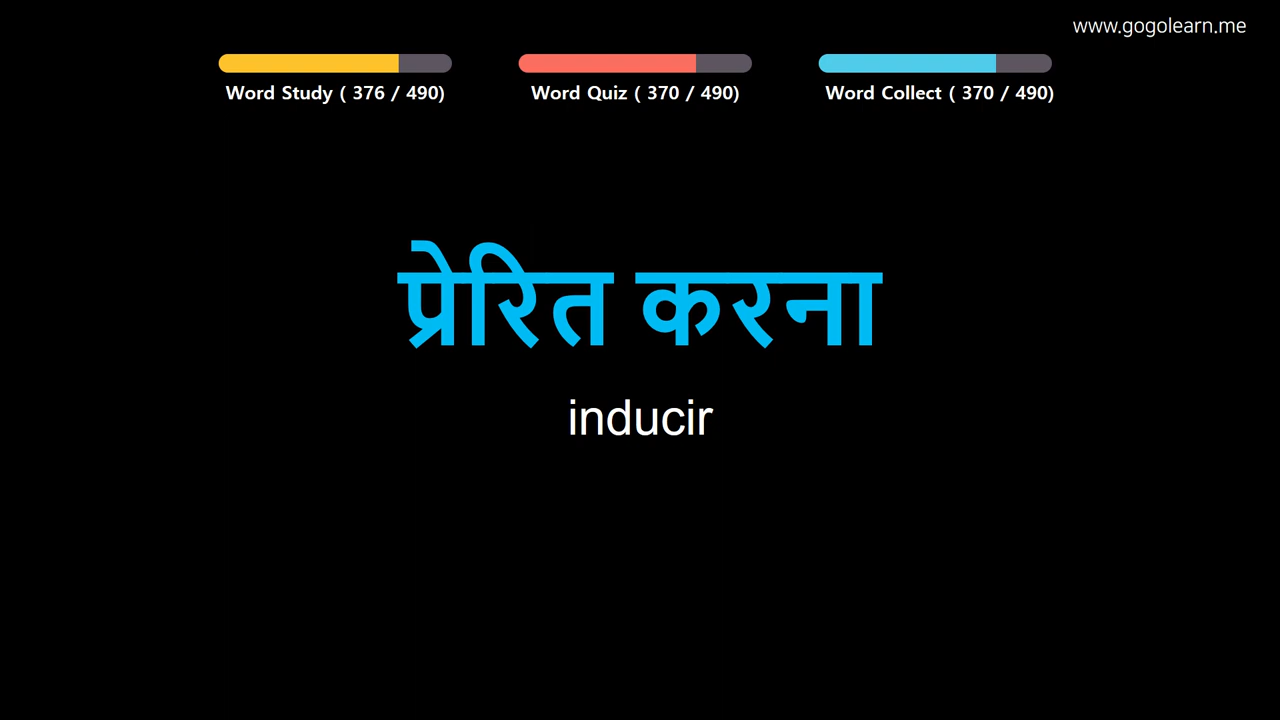 www.gogolearn.me
Word Study ( 376 / 490)
Word Quiz ( 370 / 490)
Word Collect ( 370 / 490)
प्रेरित करना
inducir